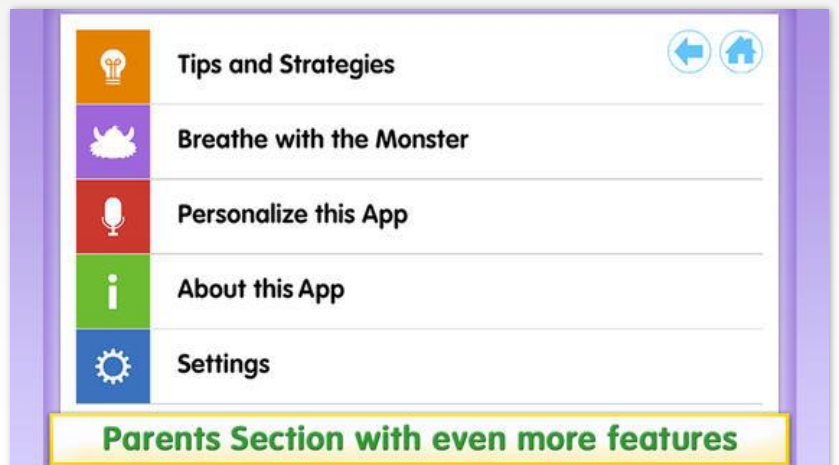 Tips and Strategies
Breathe with the Monster
Personalize this App
About this App
Settings
Parents Section with even more features